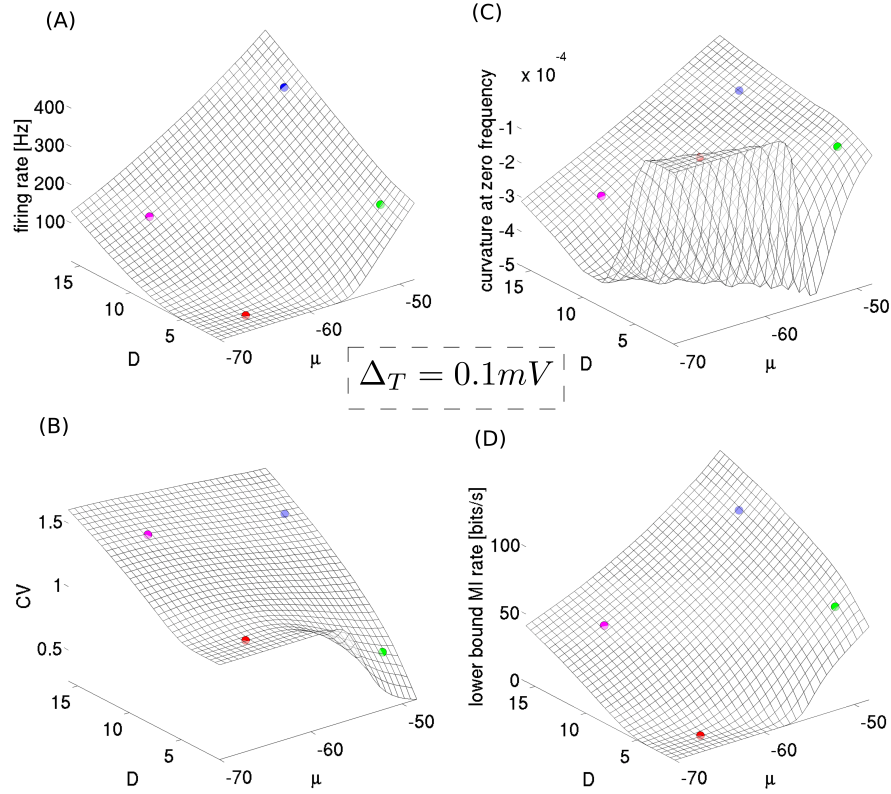 (A)
400
300
200
100
firing rate [Hz]
15
10
5
D
-70
-60
-50
μ
(C)
x 10^-4
-1
-2
-3
-4
-5
curvature at zero frequency
15
10
5
D
-70
-60
-50
μ
Δ_T = 0.1mV
(B)
1.5
1
0.5
CV
15
10
5
D
-70
-60
-50
μ
(D)
100
50
0
lower bound MI rate [bits/s]
15
10
5
D
-70
-60
-50
μ